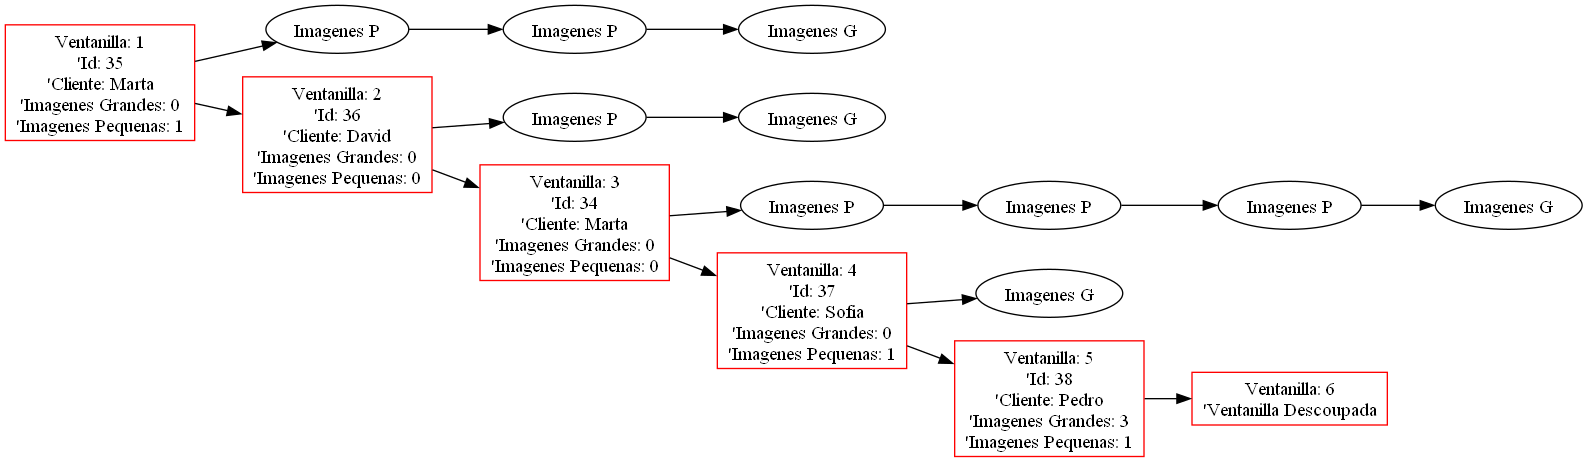 Ventanilla: 1
'Id: 35
'Cliente: Marta
'Imagenes Grandes: 0
'Imagenes Pequenas: 1
Imagenes P
Imagenes P
Imagenes G
Ventanilla: 2
'Id: 36
'Cliente: David
'Imagenes Grandes: 0
'Imagenes Pequenas: 0
Imagenes P
Imagenes G
Ventanilla: 3
'Id: 34
'Cliente: Marta
'Imagenes Grandes: 0
'Imagenes Pequenas: 0
Imagenes P
Imagenes P
Imagenes P
Imagenes G
Ventanilla: 4
'Id: 37
'Cliente: Sofia
'Imagenes Grandes: 0
'Imagenes Pequenas: 1
Imagenes G
Ventanilla: 5
'Id: 38
'Cliente: Pedro
'Imagenes Grandes: 3
'Imagenes Pequenas: 1
Ventanilla: 6
'Ventanilla Descoupada